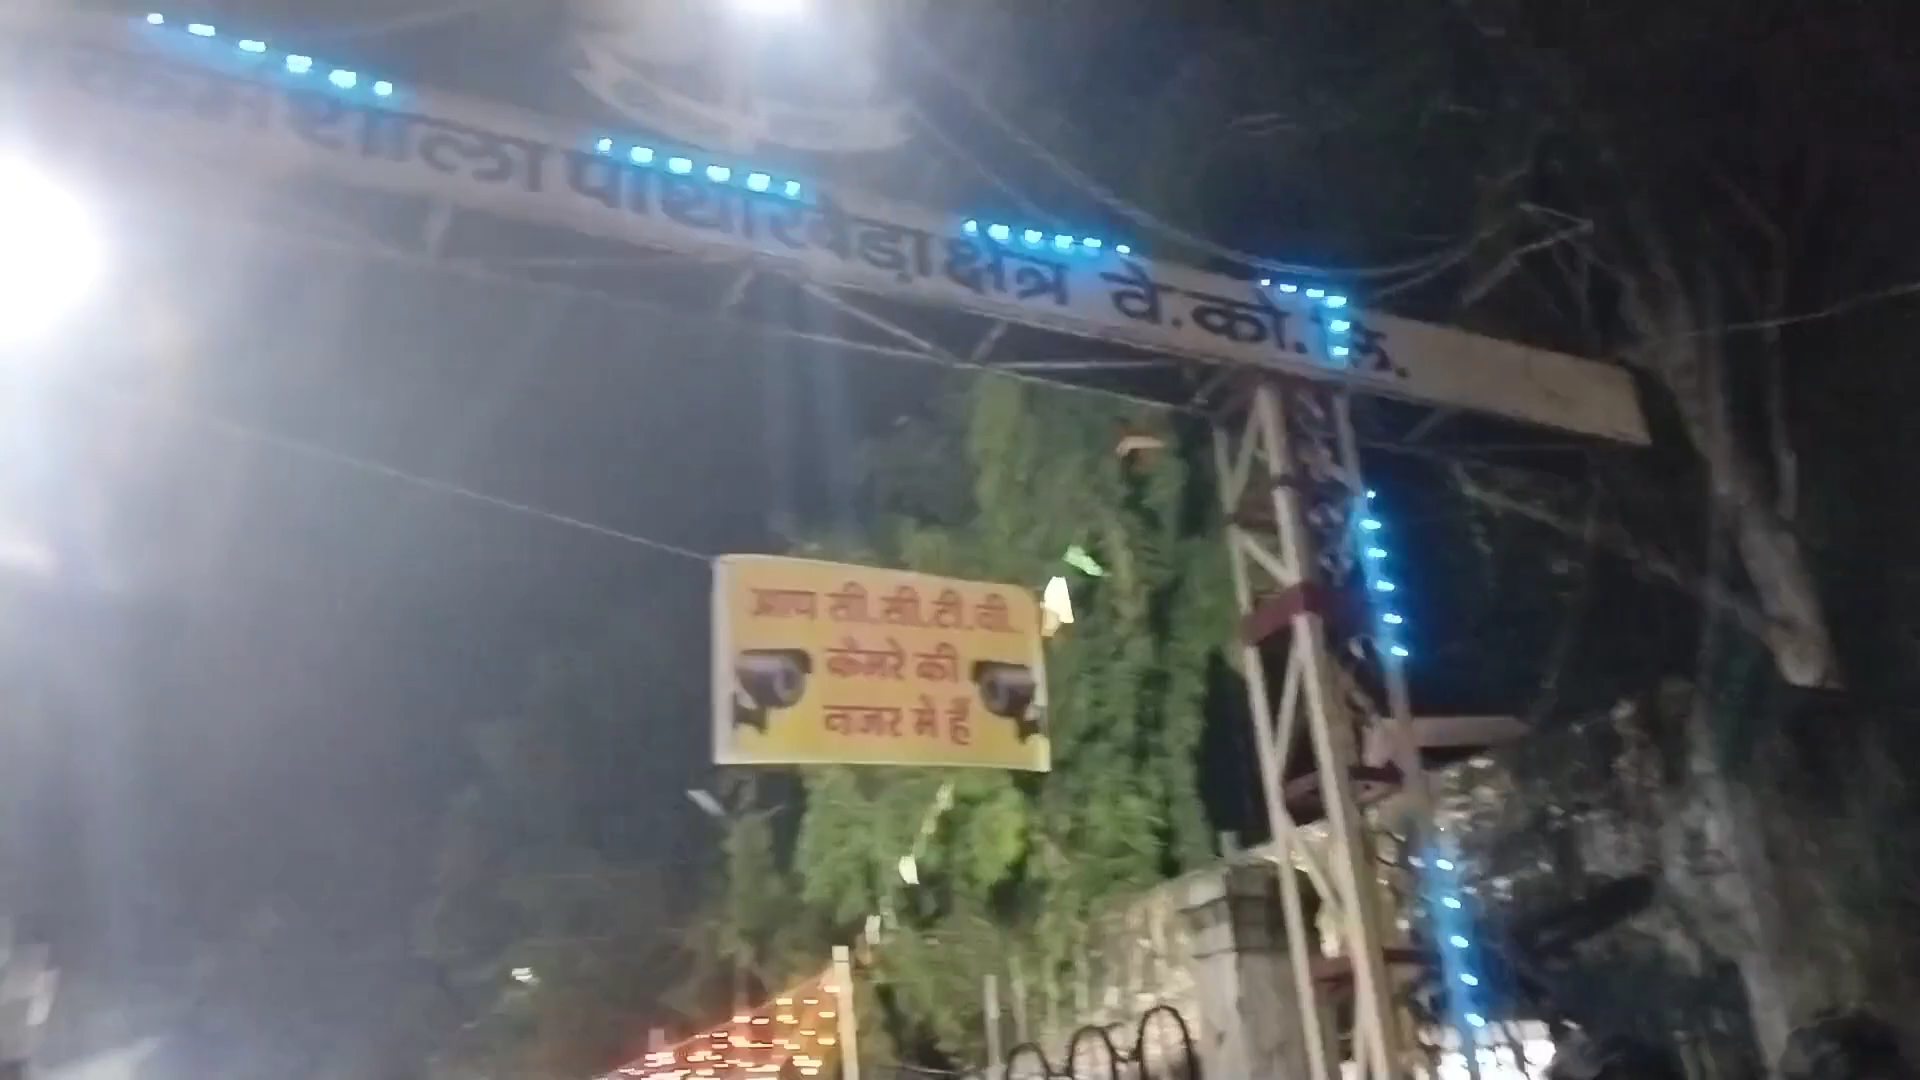 शाला पाथाखेड़ा क्षेत्र वे.को.लि.
आप सी.सी.टी.वी.
कैमरे की
नजर में हैं